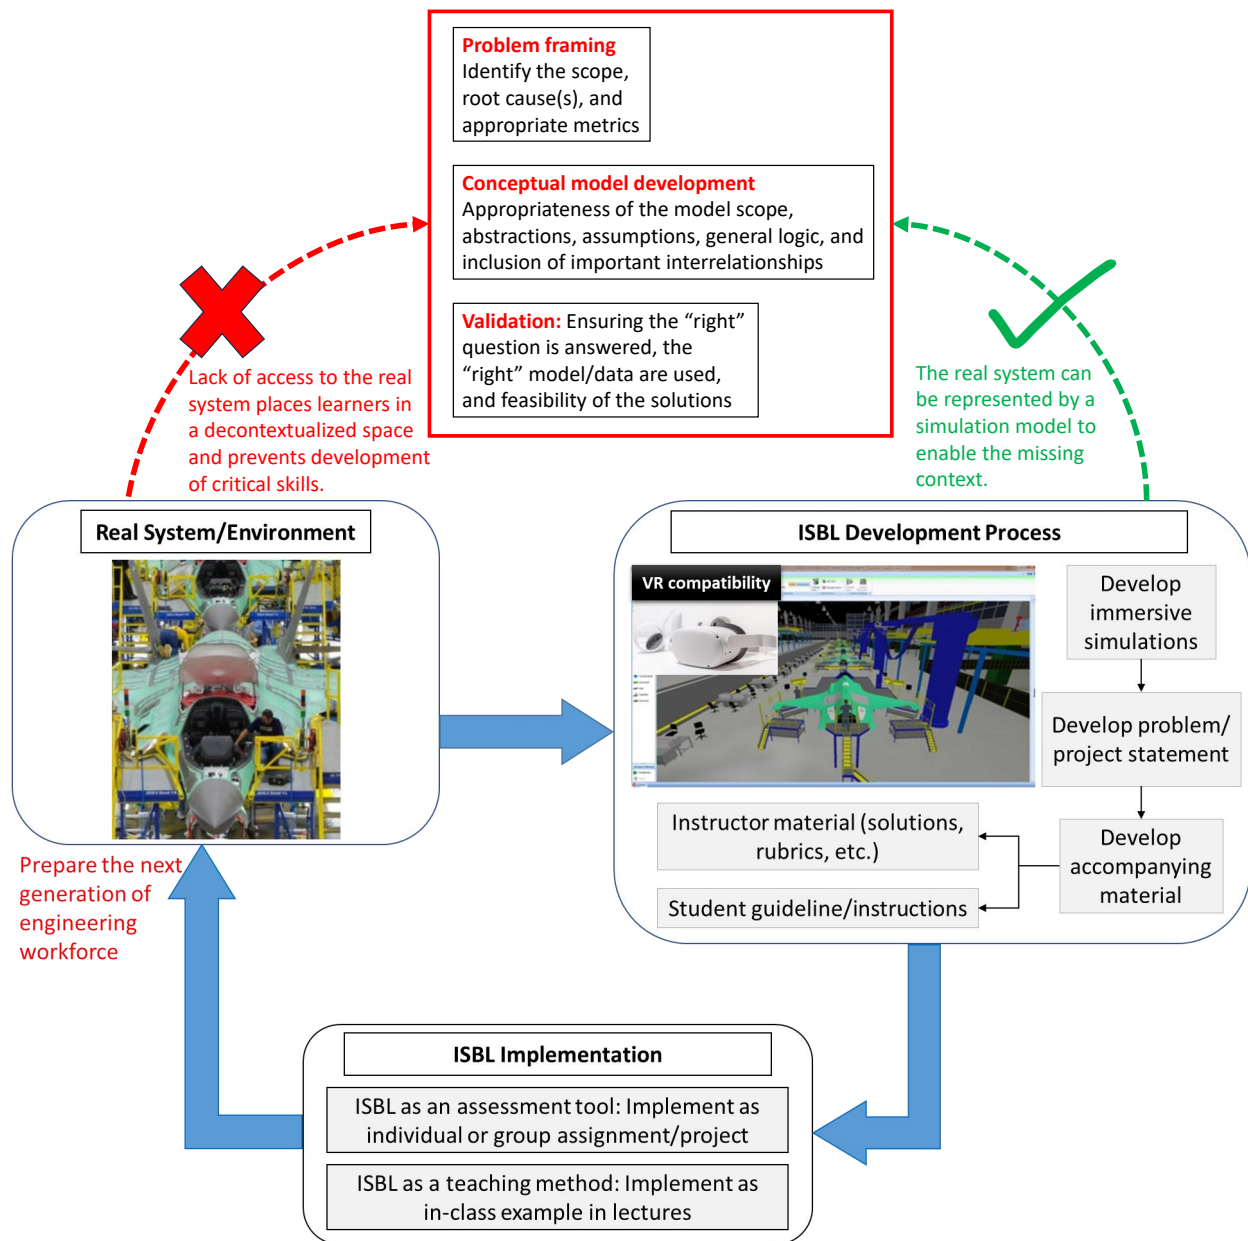 Problem framing
Identify the scope,
root cause(s), and
appropriate metrics
Conceptual model development
Appropriateness of the model scope,
abstractions, assumptions, general logic, and
inclusion of important interrelationships
Validation: Ensuring the “right”
question is answered, the
“right” model/data are used,
and feasibility of the solutions
Lack of access to the real
system places learners in
a decontextualized space
and prevents development
of critical skills.
The real system can
be represented by a
simulation model to
enable the missing
context.
Real System/Environment
ISBL Development Process
VR compatibility
Develop
immersive
simulations
Develop problem/
project statement
Develop
accompanying
material
Instructor material (solutions,
rubrics, etc.)
Student guideline/instructions
Prepare the next
generation of
engineering
workforce
ISBL Implementation
ISBL as an assessment tool: Implement as
individual or group assignment/project
ISBL as a teaching method: Implement as
in-class example in lectures